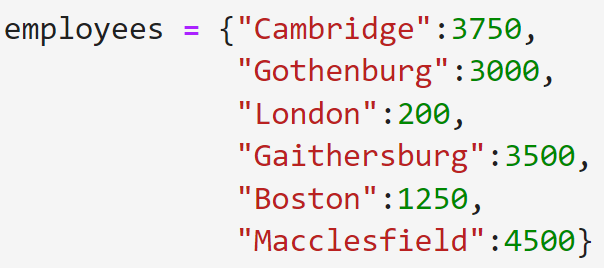 employees = {"Cambridge":3750,
"Gothenburg":3000,
"London":200,
"Gaithersburg":3500,
"Boston":1250,
"Macclesfield":4500}